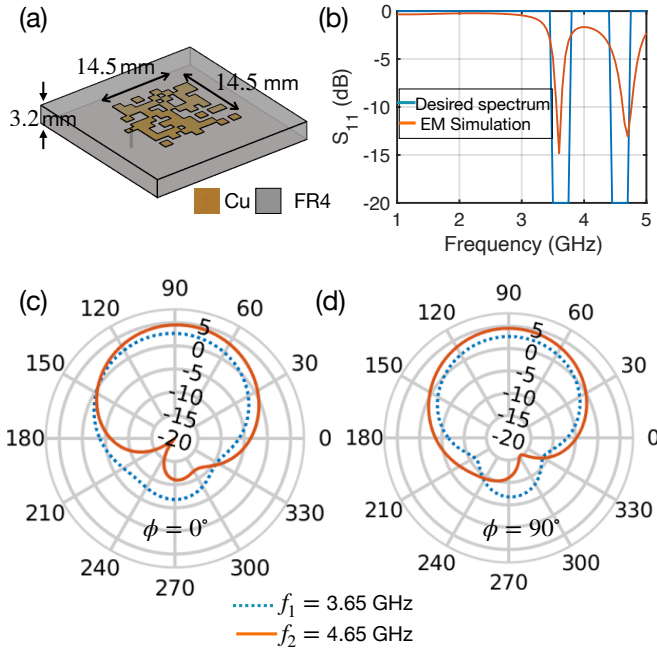 (a)
14.5 mm
14.5 mm
3.2 mm
Cu
FR4
(b)
0
-5
-10
-15
-20
S11 (dB)
Desired spectrum
EM Simulation
1
2
3
4
5
Frequency (GHz)
(c)
90
60
30
0
330
300
270
240
210
180
150
120
5
0
-5
-10
-15
-20
ϕ = 0°
(d)
90
60
30
0
330
300
270
240
210
180
150
120
5
0
-5
-10
-15
-20
ϕ = 90°
f1 = 3.65 GHz
f2 = 4.65 GHz